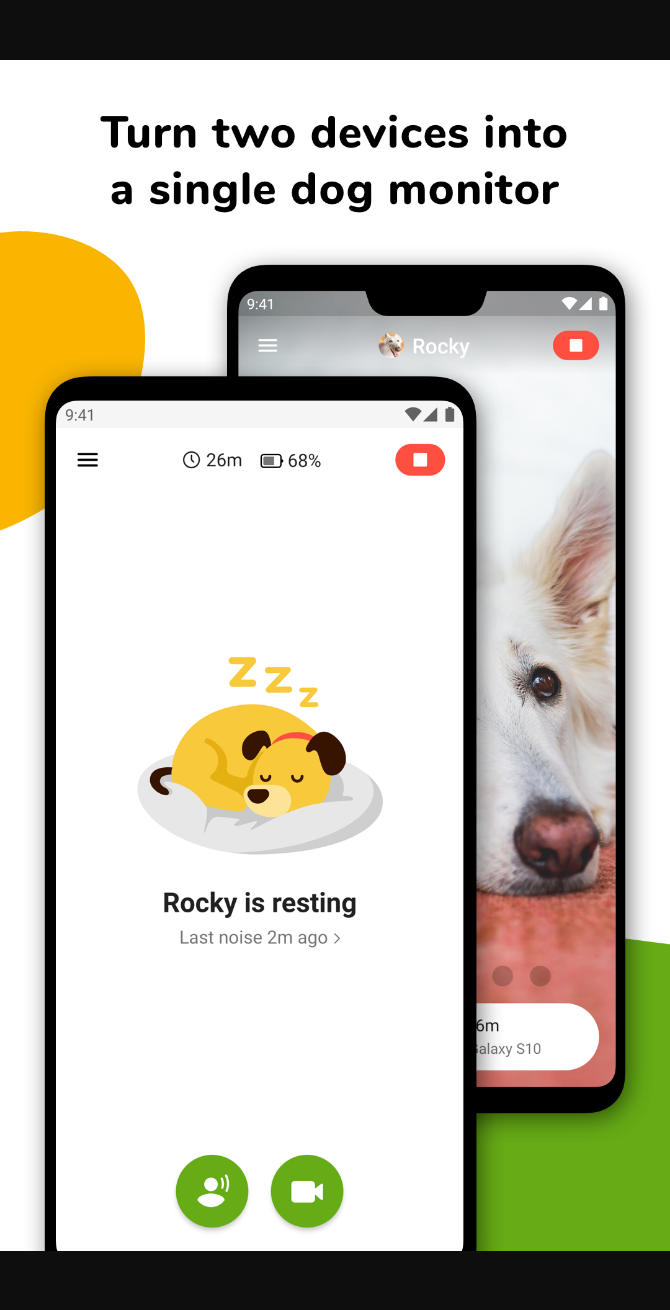 Turn two devices into
a single dog monitor
9:41
Rocky
9:41
26m 68%
z z z
Rocky is resting
Last noise 2m ago >
6m
Galaxy S10